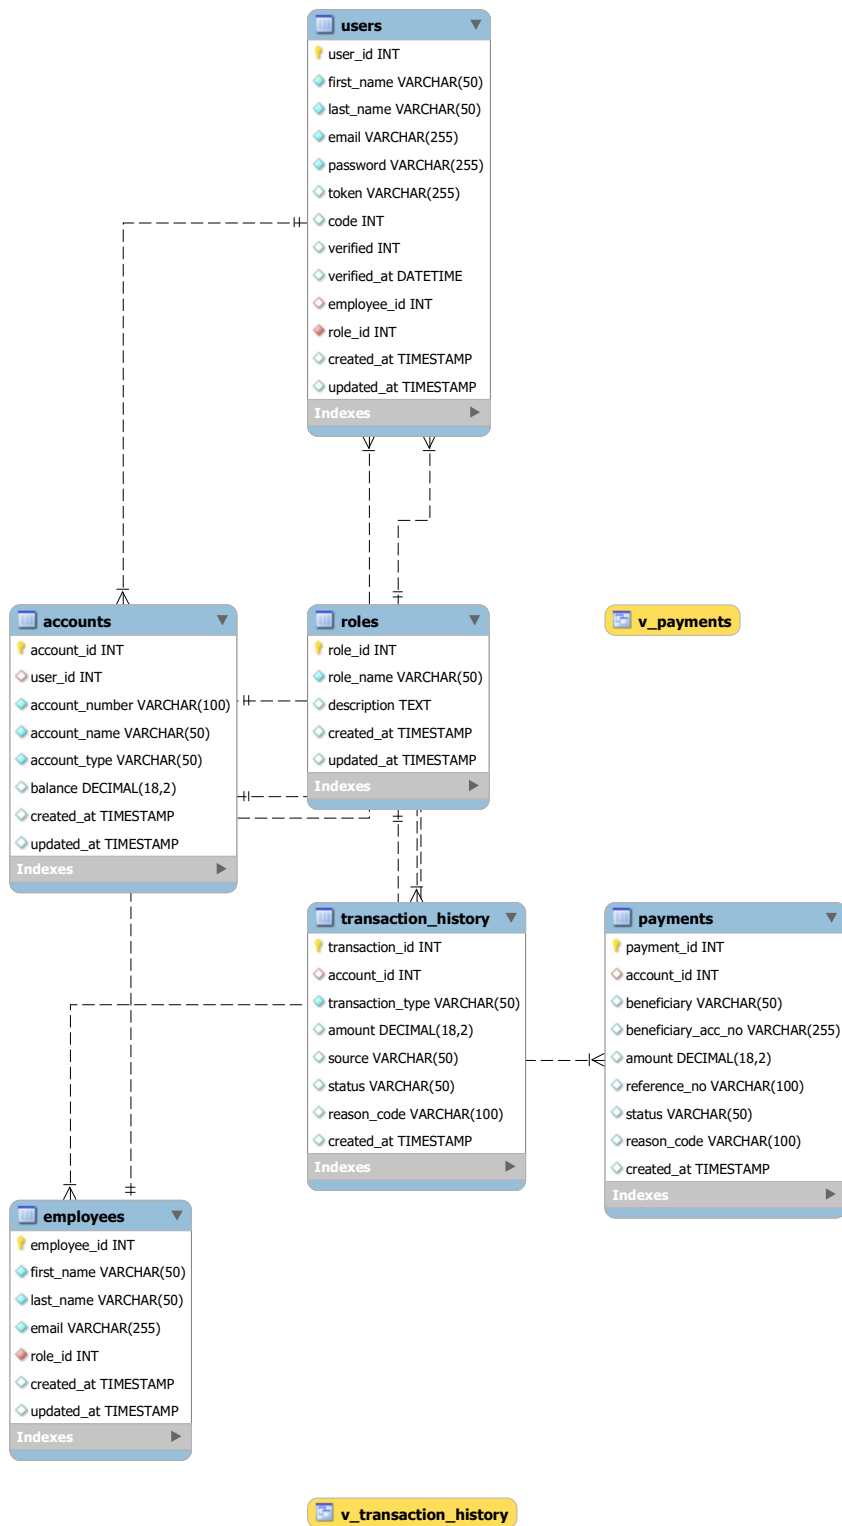 users
user_id INT
first_name VARCHAR(50)
last_name VARCHAR(50)
email VARCHAR(255)
password VARCHAR(255)
token VARCHAR(255)
code INT
verified INT
verified_at DATETIME
employee_id INT
role_id INT
created_at TIMESTAMP
updated_at TIMESTAMP
Indexes
accounts
account_id INT
user_id INT
account_number VARCHAR(100)
account_name VARCHAR(50)
account_type VARCHAR(50)
balance DECIMAL(18,2)
created_at TIMESTAMP
updated_at TIMESTAMP
Indexes
roles
role_id INT
role_name VARCHAR(50)
description TEXT
created_at TIMESTAMP
updated_at TIMESTAMP
Indexes
v_payments
transaction_history
transaction_id INT
account_id INT
transaction_type VARCHAR(50)
amount DECIMAL(18,2)
source VARCHAR(50)
status VARCHAR(50)
reason_code VARCHAR(100)
created_at TIMESTAMP
Indexes
payments
payment_id INT
account_id INT
beneficiary VARCHAR(50)
beneficiary_acc_no VARCHAR(255)
amount DECIMAL(18,2)
reference_no VARCHAR(100)
status VARCHAR(50)
reason_code VARCHAR(100)
created_at TIMESTAMP
Indexes
employees
employee_id INT
first_name VARCHAR(50)
last_name VARCHAR(50)
email VARCHAR(255)
role_id INT
created_at TIMESTAMP
updated_at TIMESTAMP
Indexes
v_transaction_history